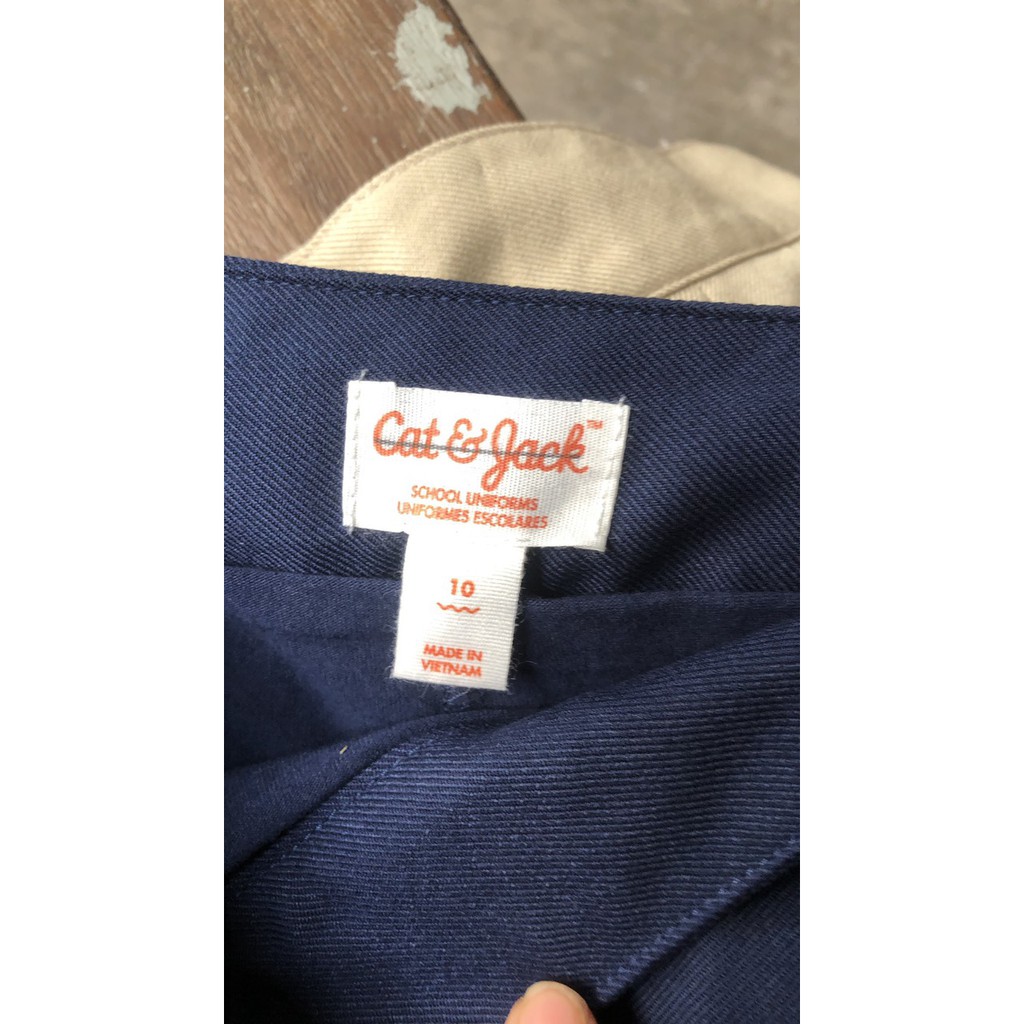 Cat & Jack™
SCHOOL UNIFORMS
UNIFORMES ESCOLARES
10
MADE IN
VIETNAM